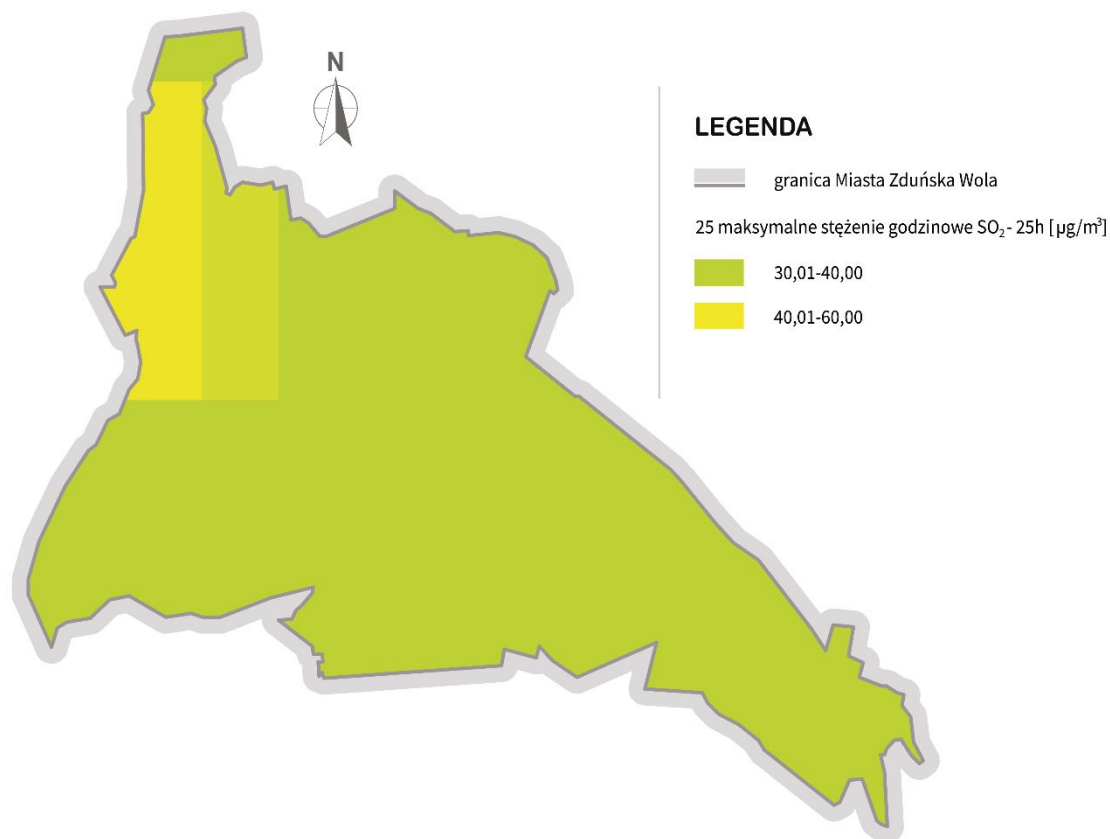 N
LEGENDA
granica Miasta Zduńska Wola
25 maksymalne stężenie godzinowe SO₂- 25h [µg/m³]
30,01-40,00
40,01-60,00